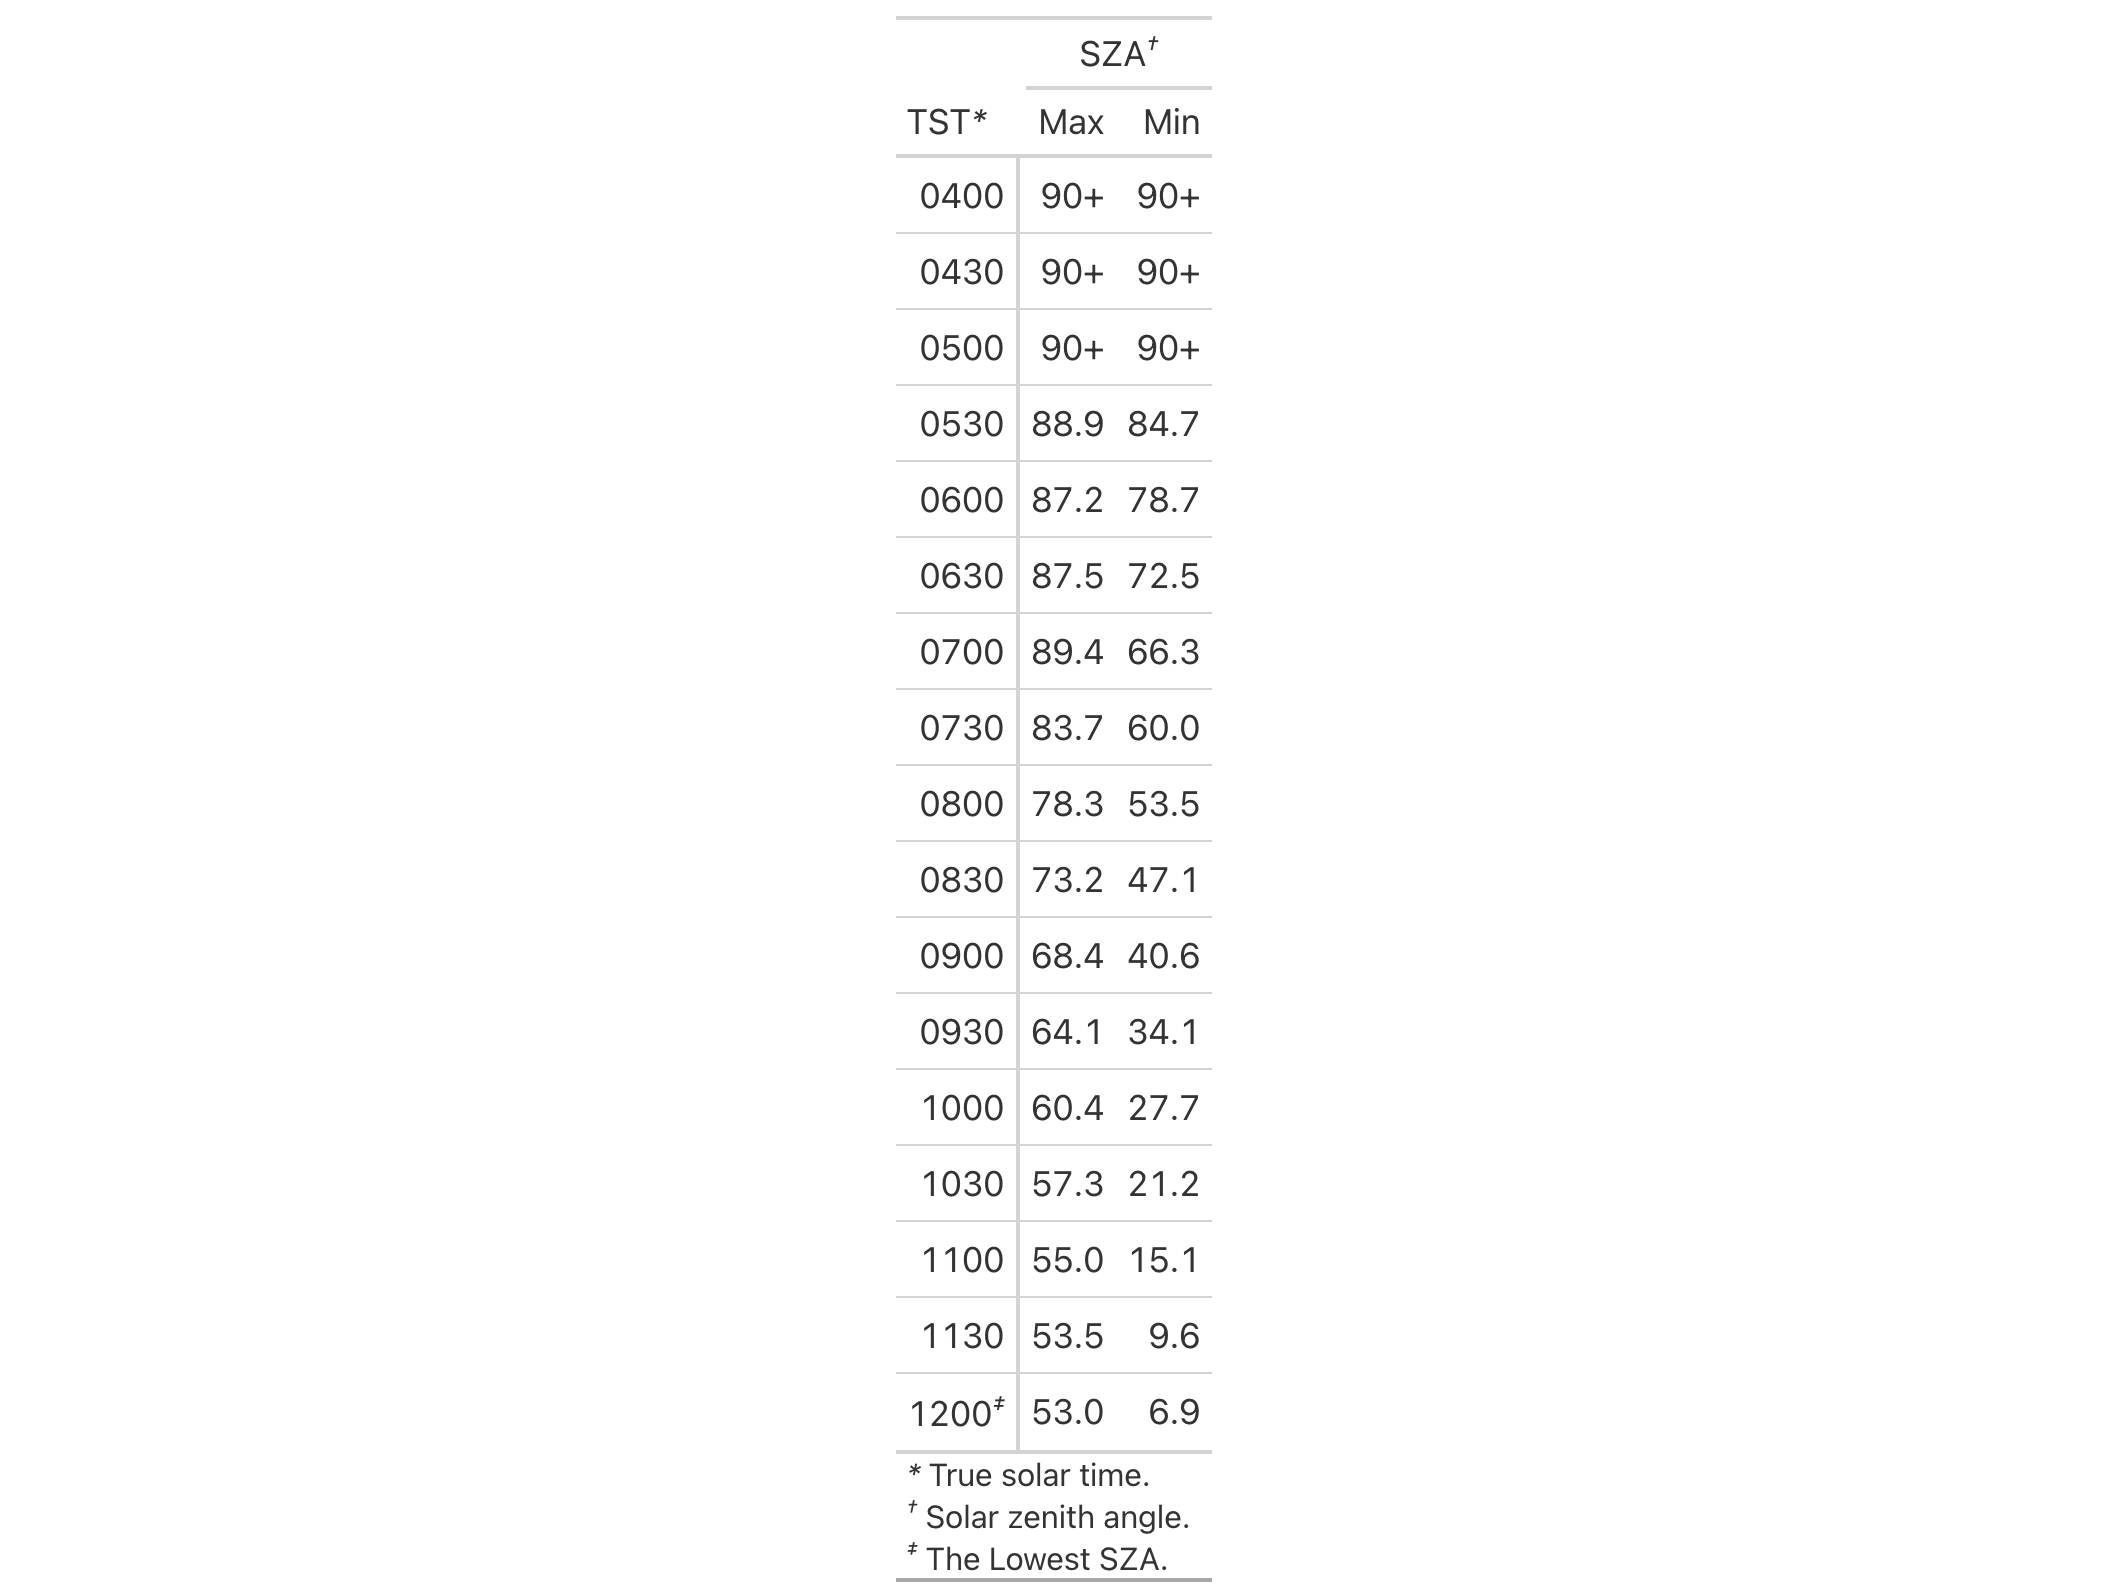 SZA†
TST* Max Min
0400 90+ 90+
0430 90+ 90+
0500 90+ 90+
0530 88.9 84.7
0600 87.2 78.7
0630 87.5 72.5
0700 89.4 66.3
0730 83.7 60.0
0800 78.3 53.5
0830 73.2 47.1
0900 68.4 40.6
0930 64.1 34.1
1000 60.4 27.7
1030 57.3 21.2
1100 55.0 15.1
1130 53.5 9.6
1200‡ 53.0 6.9
* True solar time.
† Solar zenith angle.
‡ The Lowest SZA.